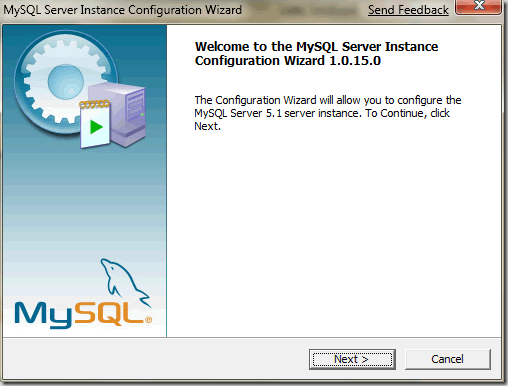 MySQL Server Instance Configuration Wizard
Send Feedback
Welcome to the MySQL Server Instance
Configuration Wizard 1.0.15.0
The Configuration Wizard will allow you to configure the
MySQL Server 5.1 server instance. To Continue, click
Next.
MySQL®
Next >
Cancel